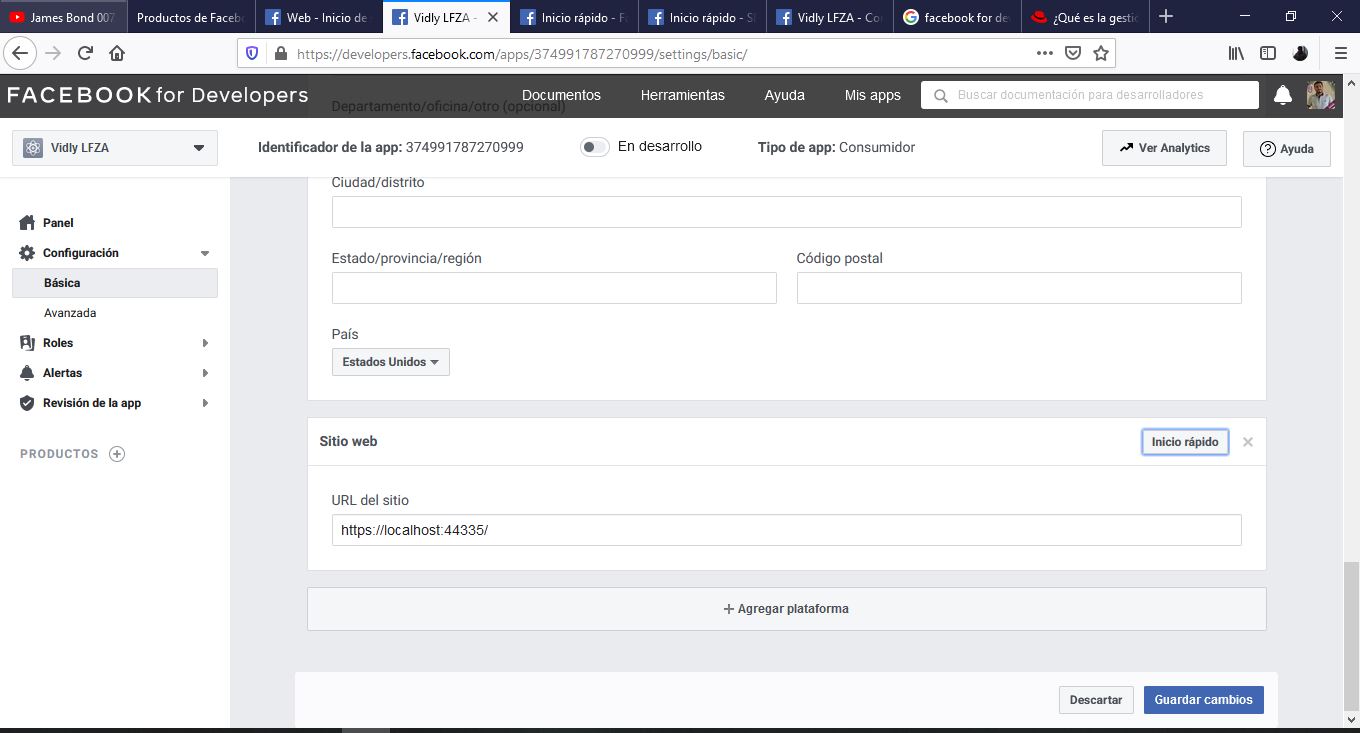 James Bond 007
Productos de Facebo
Web - Inicio de
Vidly LFZA -
Inicio rápido - F
Inicio rápido - S
Vidly LFZA - Co
facebook for de
¿Qué es la gestió
https://developers.facebook.com/apps/374991787270999/settings/basic/
FACEBOOK for Developers
Departamento/oficina/otro (opcional)
Documentos
Herramientas
Ayuda
Mis apps
Buscar documentación para desarrolladores
Vidly LFZA
Identificador de la app: 374991787270999
En desarrollo
Tipo de app: Consumidor
Ver Analytics
Ayuda
Panel
Configuración
Básica
Avanzada
Roles
Alertas
Revisión de la app
PRODUCTOS
Ciudad/distrito
Estado/provincia/región
Código postal
País
Estados Unidos
Sitio web
Inicio rápido
URL del sitio
https://localhost:44335/
+ Agregar plataforma
Descartar
Guardar cambios